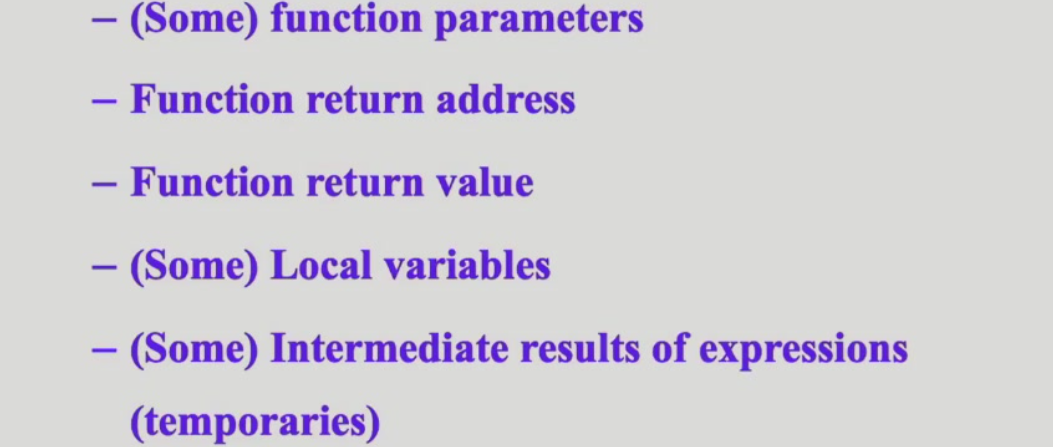 – (Some) function parameters
– Function return address
– Function return value
– (Some) Local variables
– (Some) Intermediate results of expressions
(temporaries)